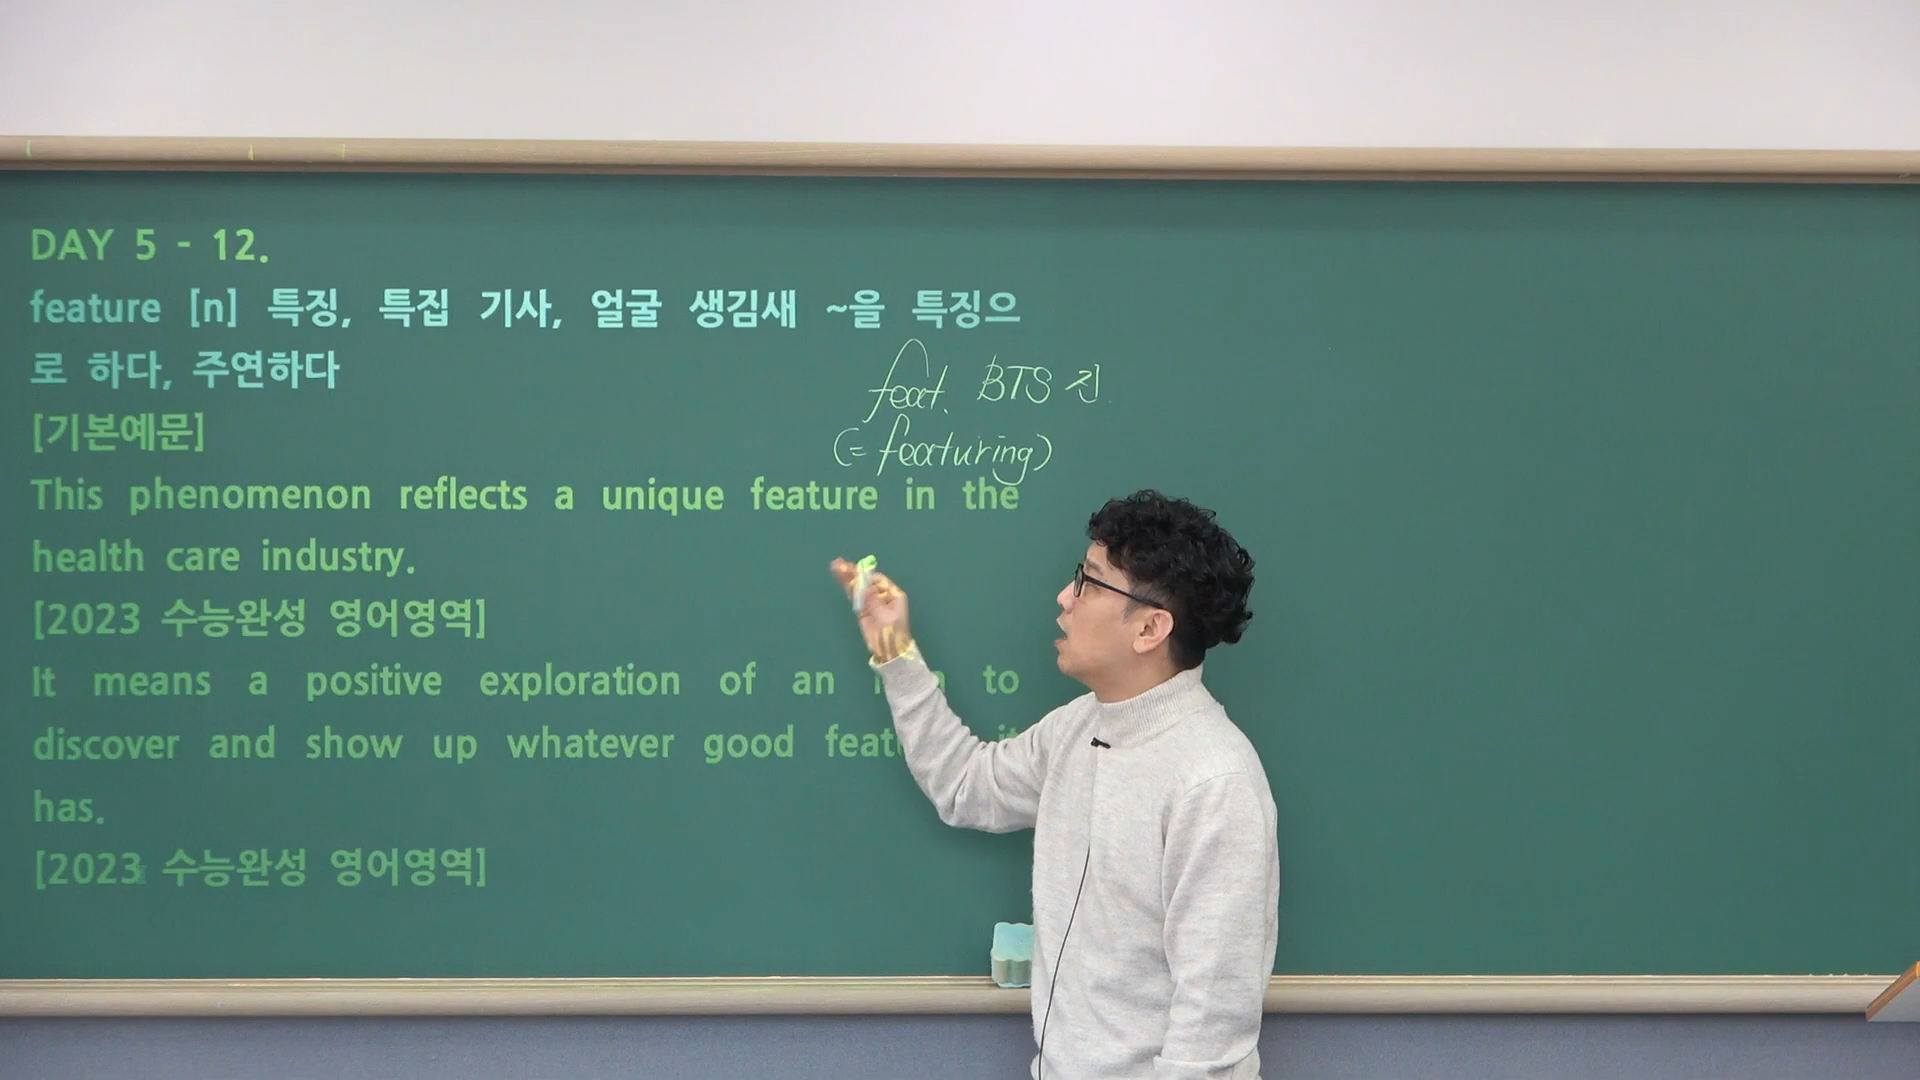 DAY 5 - 12.
feature [n] 특징, 특집 기사, 얼굴 생김새 ~을 특징으
로 하다, 주연하다
feat. BTS 진
(= featuring)
[기본예문]
This phenomenon reflects a unique feature in the
health care industry.
[2023 수능완성 영어영역]
It means a positive exploration of an to
discover and show up whatever good it
has.
[2023 수능완성 영어영역]